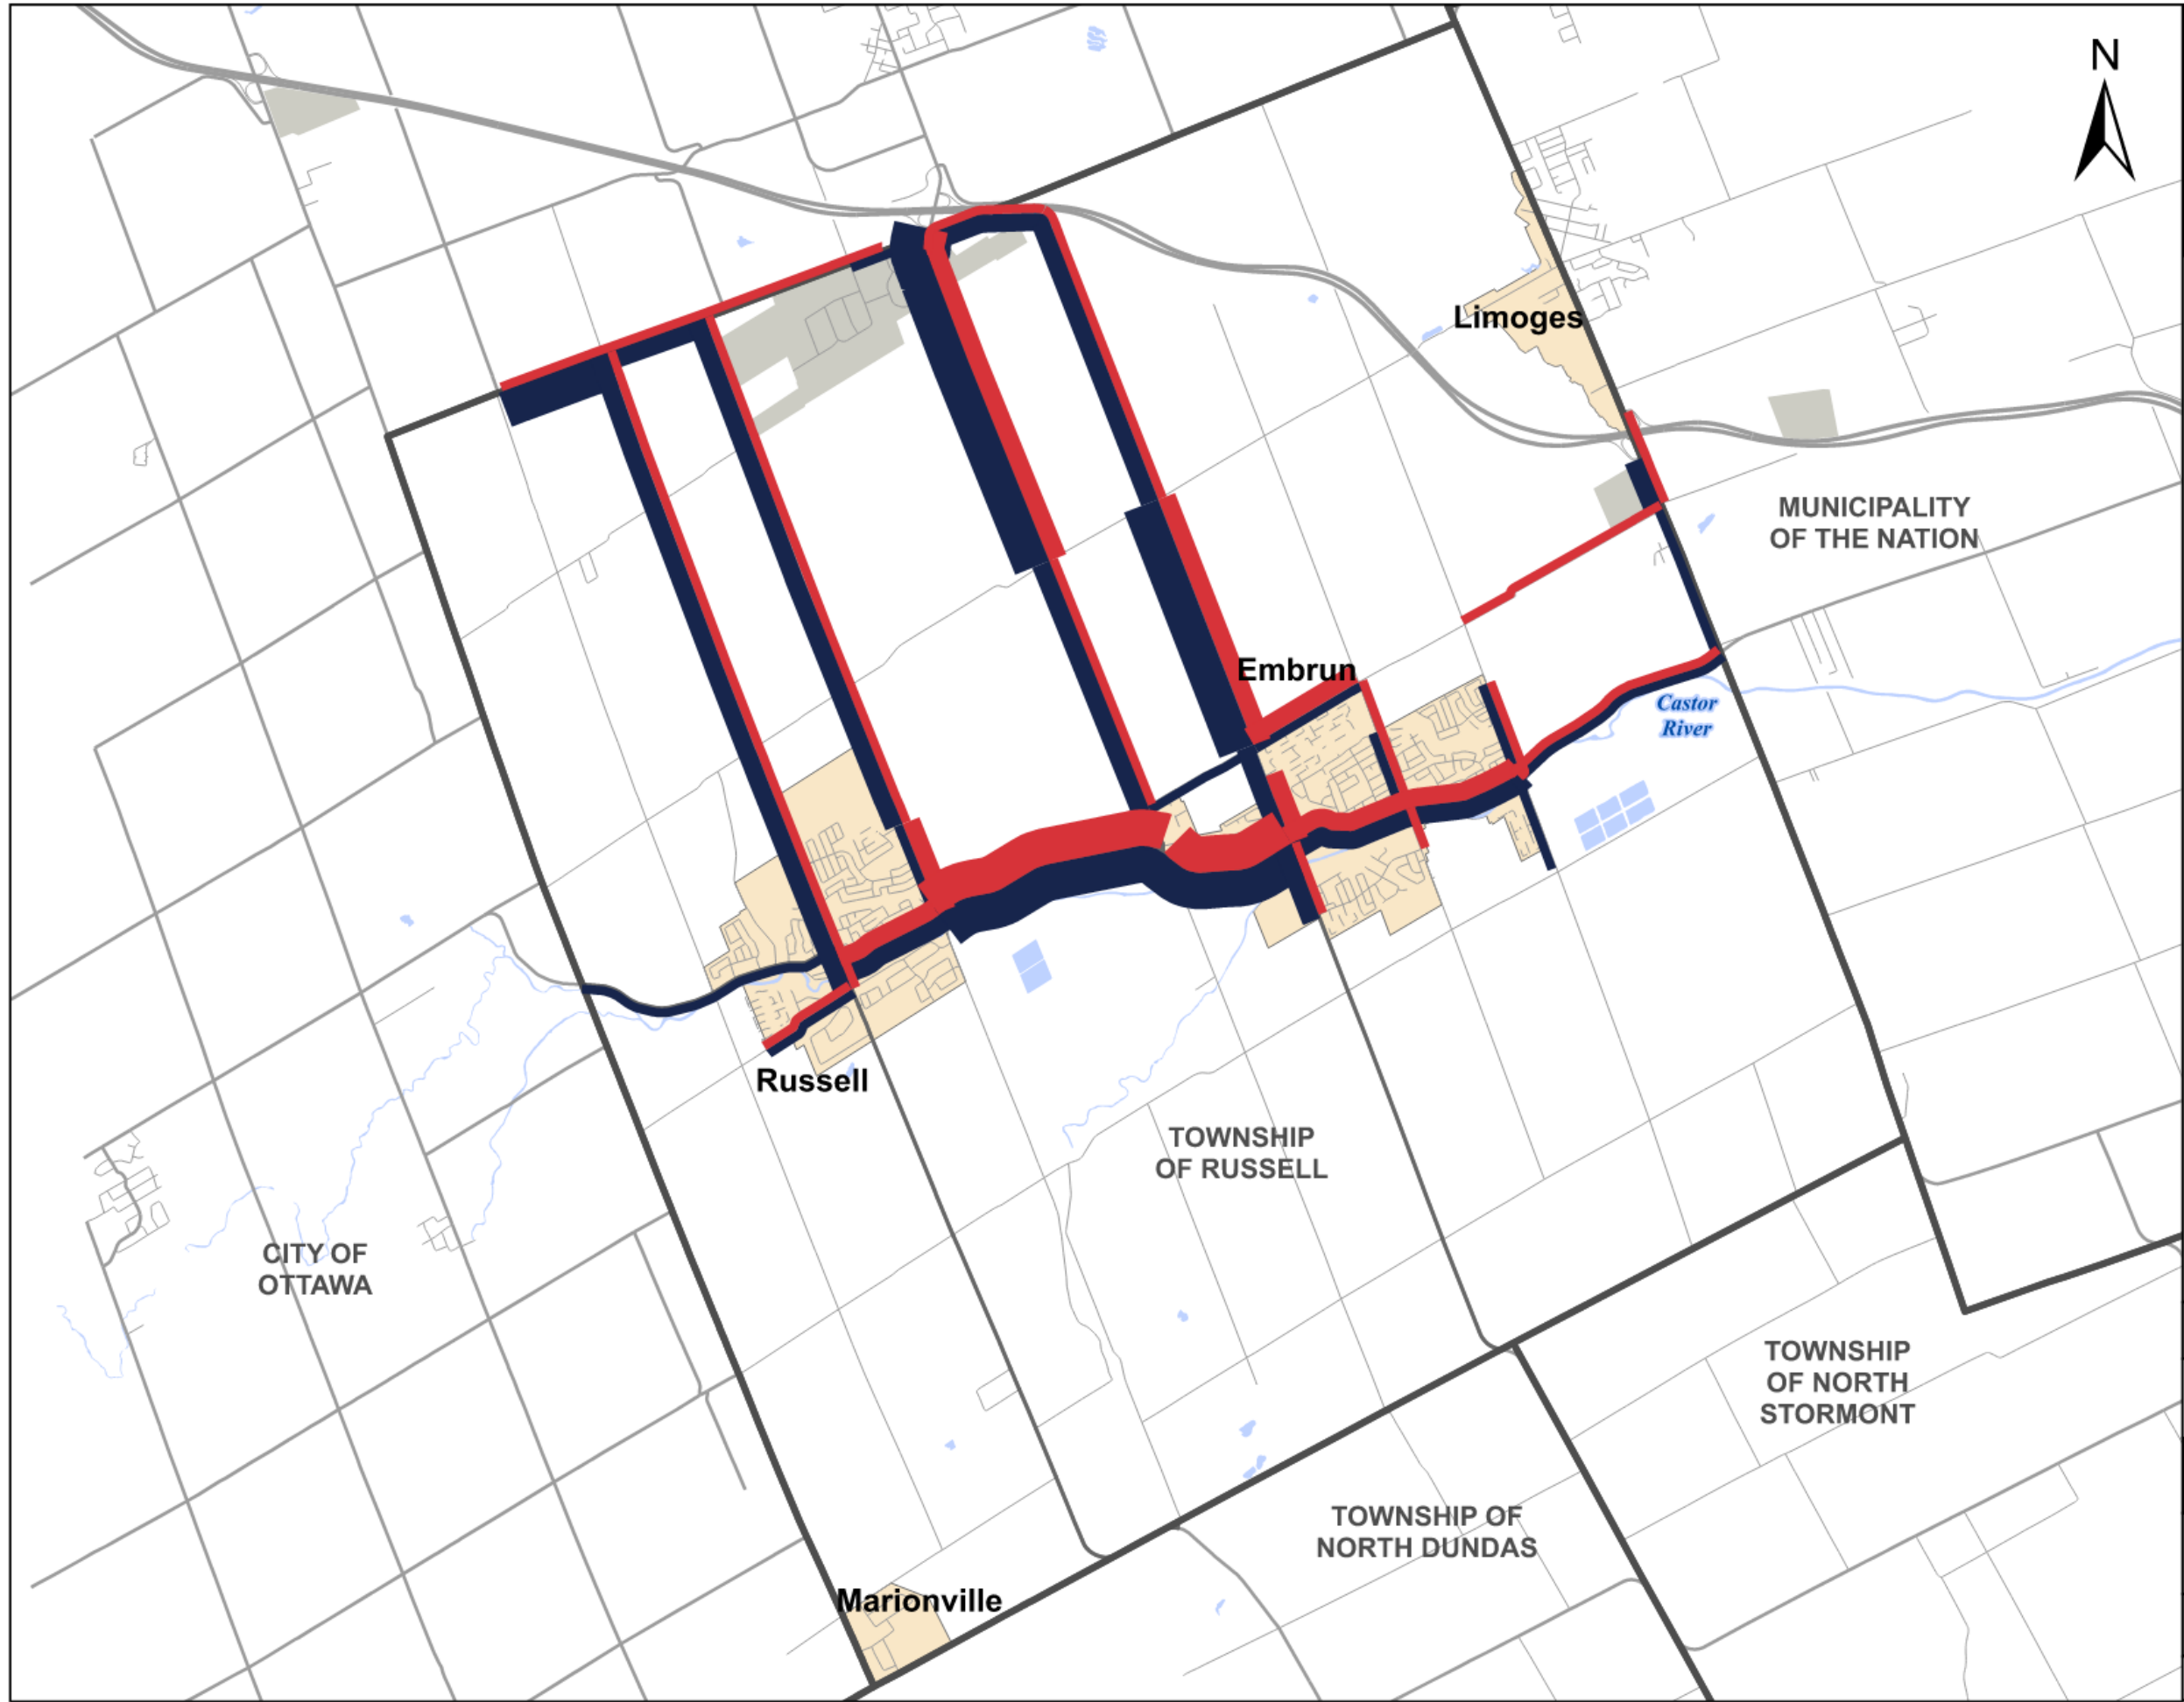 N
Limoges
MUNICIPALITY
OF THE NATION
Embrun
Castor
River
Russell
TOWNSHIP
OF RUSSELL
CITY OF
OTTAWA
TOWNSHIP
OF NORTH
STORMONT
TOWNSHIP OF
NORTH DUNDAS
Marionville